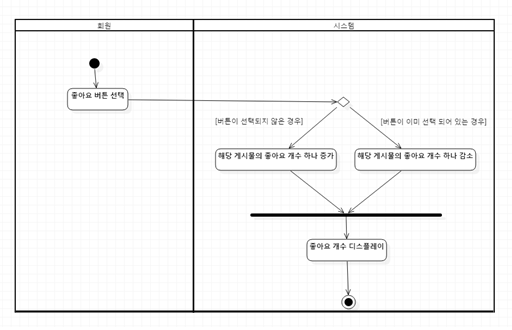 회원
시스템
좋아요 버튼 선택
[버튼이 선택되지 않은 경우]
[버튼이 이미 선택 되어 있는 경우]
해당 게시물의 좋아요 개수 하나 증가
해당 게시물의 좋아요 개수 하나 감소
좋아요 개수 디스플레이